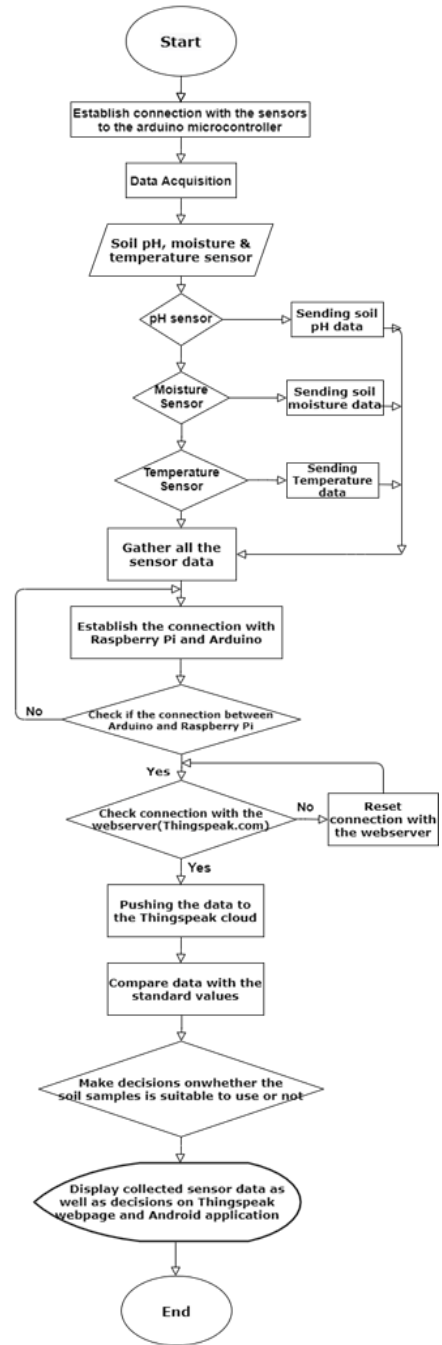 Start
Establish connection with the sensors
to the arduino microcontroller
Data Acquisition
Soil pH, moisture &
temperature sensor
pH sensor
Sending soil
pH data
Moisture
Sensor
Sending soil
moisture data
Temperature
Sensor
Sending
Temperature
data
Gather all the
sensor data
Establish the connection with
Raspberry Pi and Arduino
No
Check if the connection between
Arduino and Raspberry Pi
Yes
Check connection with the
webserver(Thingspeak.com)
No
Reset
connection with
the webserver
Yes
Pushing the data to
the Thingspeak cloud
Compare data with the
standard values
Make decisions onwhether the
soil samples is suitable to use or not
Display collected sensor data as
well as decisions on Thingspeak
webpage and Android application
End